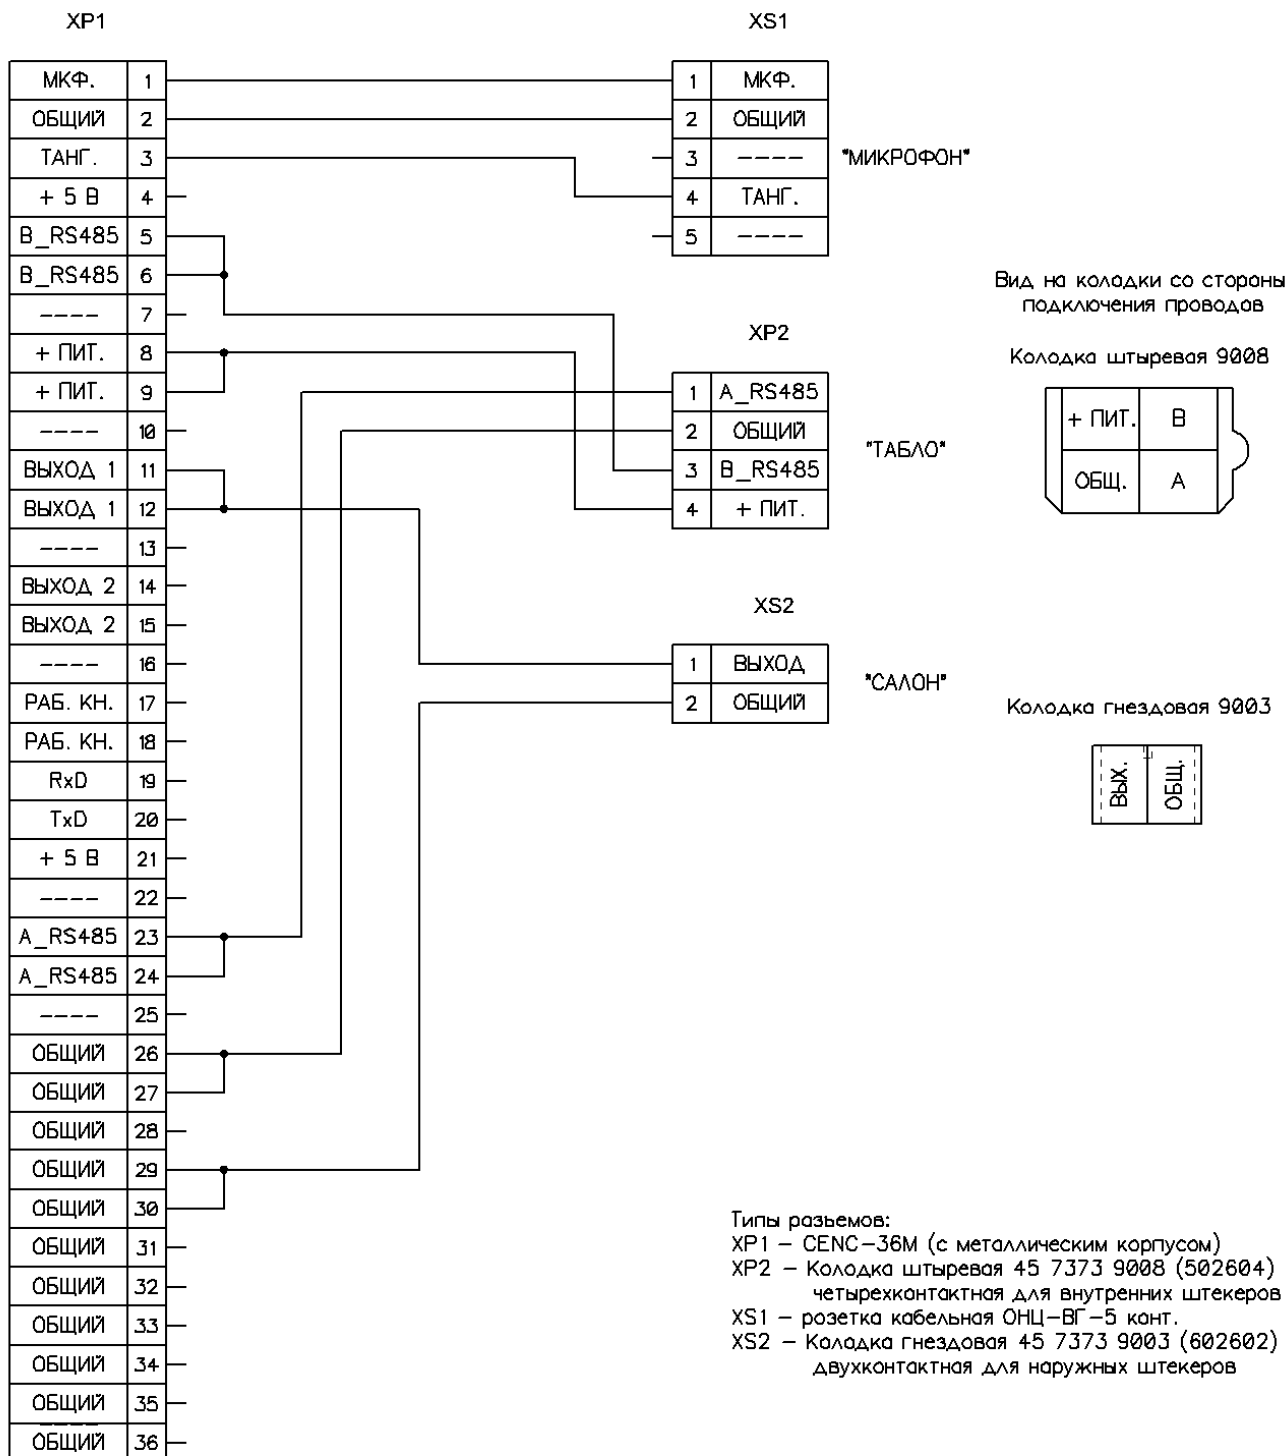 XP1
МКФ. 1
ОБЩИЙ 2
ТАНГ. 3
+ 5 В 4
B_RS485 5
B_RS485 6
---- 7
+ ПИТ. 8
+ ПИТ. 9
---- 10
ВЫХОД 1 11
ВЫХОД 1 12
---- 13
ВЫХОД 2 14
ВЫХОД 2 15
---- 16
РАБ. КН. 17
РАБ. КН. 18
RxD 19
TxD 20
+ 5 В 21
---- 22
A_RS485 23
A_RS485 24
---- 25
ОБЩИЙ 26
ОБЩИЙ 27
ОБЩИЙ 28
ОБЩИЙ 29
ОБЩИЙ 30
ОБЩИЙ 31
ОБЩИЙ 32
ОБЩИЙ 33
ОБЩИЙ 34
ОБЩИЙ 35
ОБЩИЙ 36
XS1
1 МКФ.
2 ОБЩИЙ
3 ----
4 ТАНГ.
5 ----
"МИКРОФОН"
XP2
1 A_RS485
2 ОБЩИЙ
3 B_RS485
4 + ПИТ.
"ТАБЛО"
XS2
1 ВЫХОД
2 ОБЩИЙ
"САЛОН"
Вид на колодки со стороны
подключения проводов
Колодка штыревая 9008
+ ПИТ. B
ОБЩ. A
Колодка гнездовая 9003
ВЫХ. ОБЩ.
Типы разъемов:
XP1 – CENC–36M (с металлическим корпусом)
XP2 – Колодка штыревая 45 7373 9008 (502604)
четырехконтактная для внутренних штекеров
XS1 – розетка кабельная ОНЦ–ВГ–5 конт.
XS2 – Каладка гнездовая 45 7373 9003 (602602)
двухконтактная для наружных штекеров